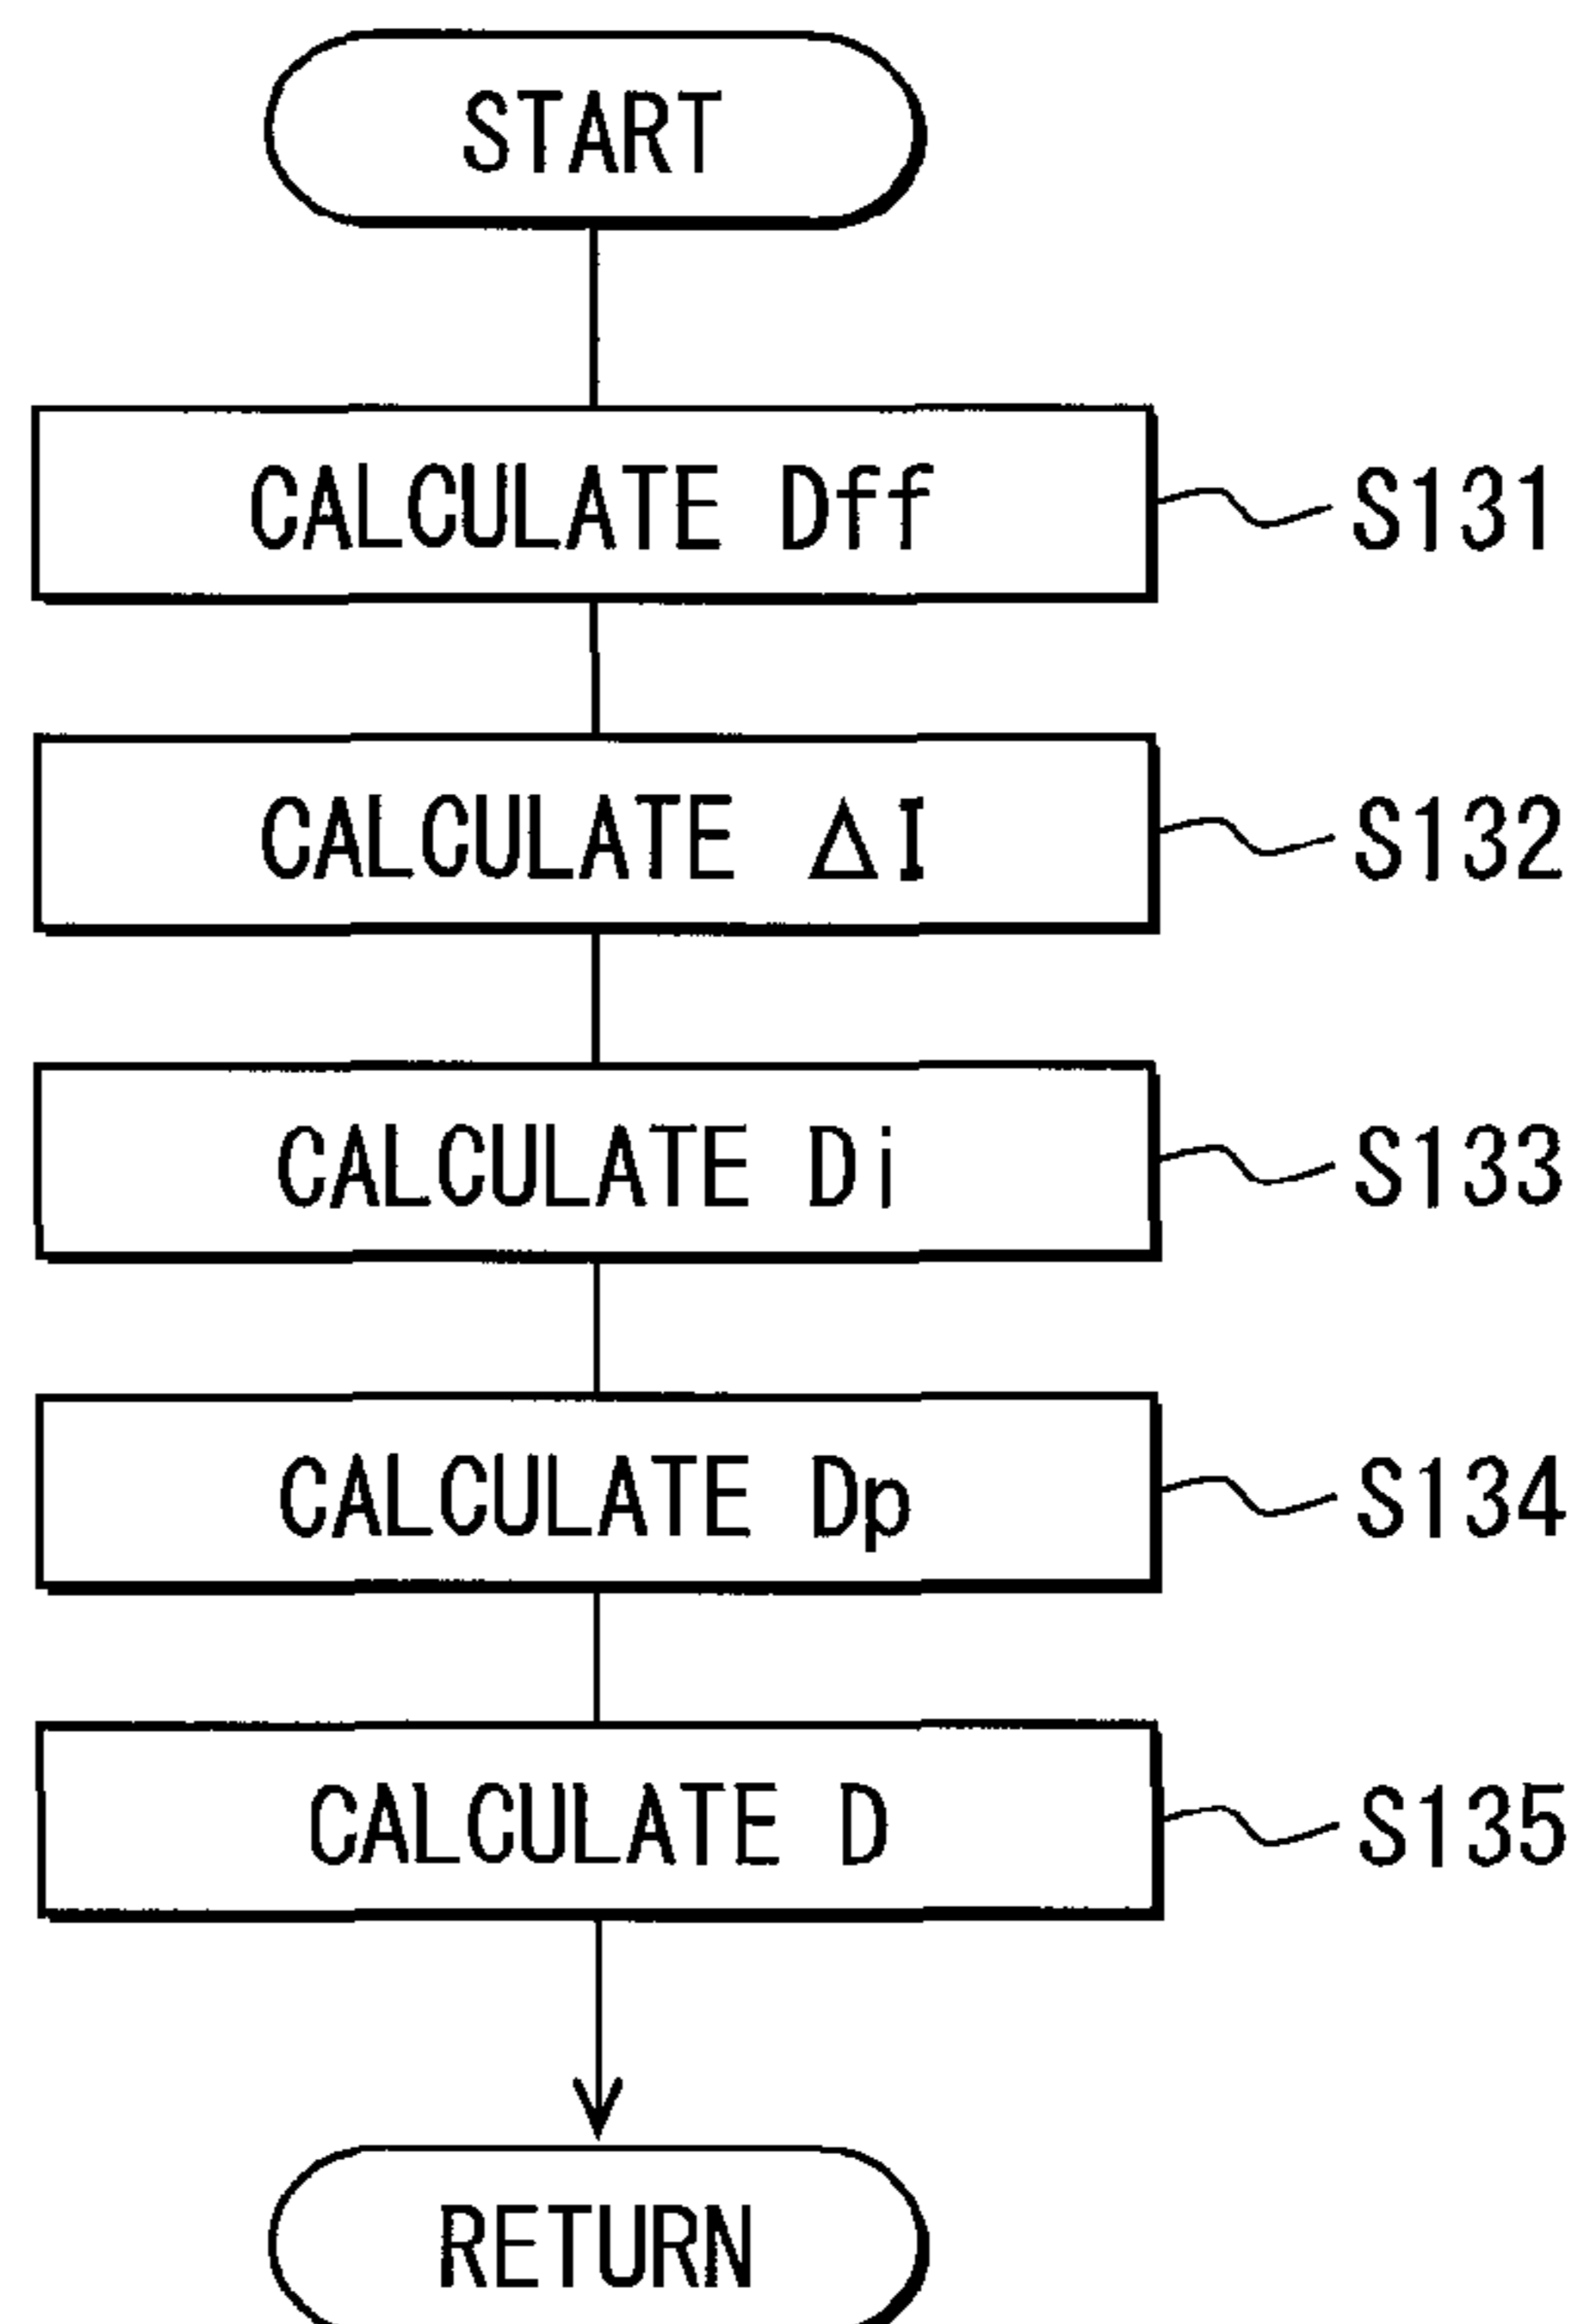 START
CALCULATE Dff S131
CALCULATE ΔI S132
CALCULATE Di S133
CALCULATE Dp S134
CALCULATE D S135
RETURN